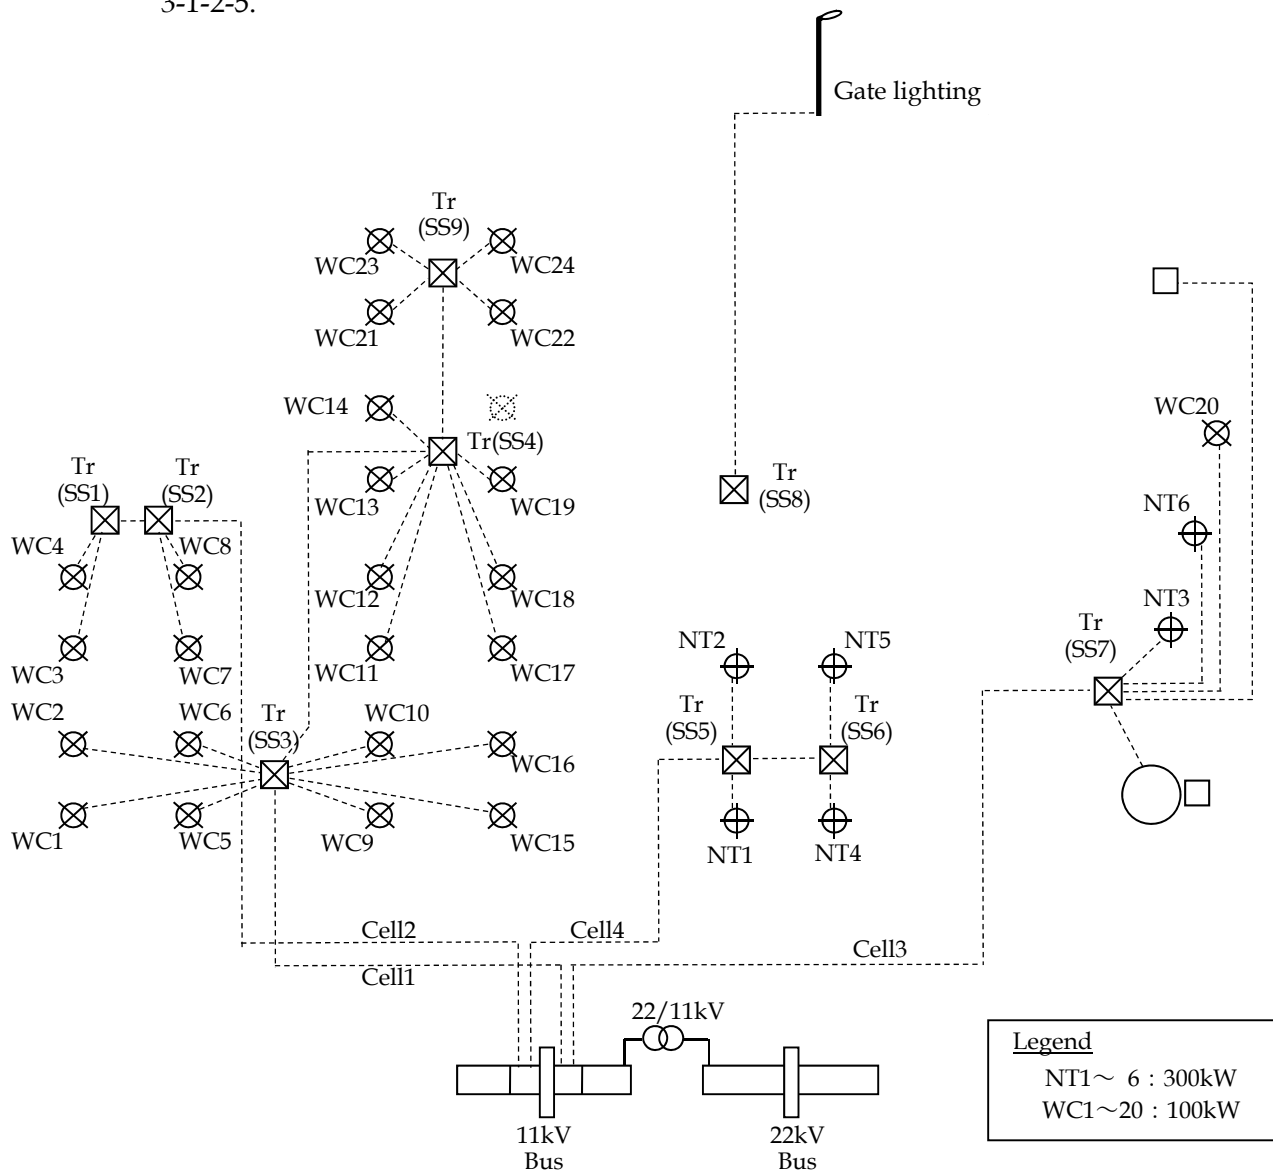 3-1-2-5.
Gate lighting
Tr
(SS9)
WC23
WC24
WC21
WC22
WC14
WC20
Tr(SS4)
Tr
(SS1)
Tr
(SS2)
WC13
WC19
Tr
(SS8)
NT6
WC4
WC8
WC12
WC18
NT3
NT2
NT5
Tr
(SS7)
WC3
WC7
WC11
WC17
WC2
WC6
Tr
(SS3)
WC10
Tr
(SS5)
Tr
(SS6)
WC16
WC1
WC5
WC9
WC15
NT1
NT4
Cell2
Cell4
Cell3
Cell1
22/11kV
Legend
NT1～ 6 : 300kW
WC1～20 : 100kW
11kV
Bus
22kV
Bus